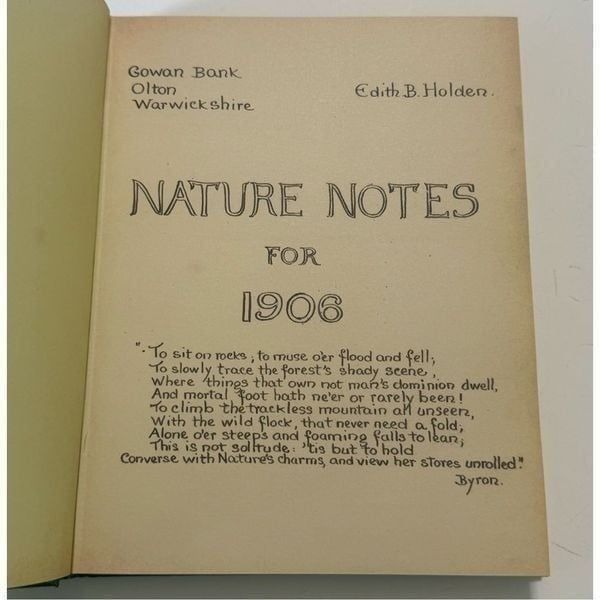 Gowan Bank
Olton
Warwickshire
Edith B. Holden.
NATURE NOTES
FOR
1906
". To sit on rocks, to muse o'er flood and fell;
To slowly trace the forest's shady scene,
Where things that own not man's dominion dwell,
And mortal foot hath ne'er or rarely been!
To climb the trackless mountain all unseen,
With the wild flock, that never need a fold;
Alone o'er steeps and foaming falls to lean;
This is not solitude: 'tis but to hold
Converse with Nature's charms, and view her stores unrolled."
Byron.